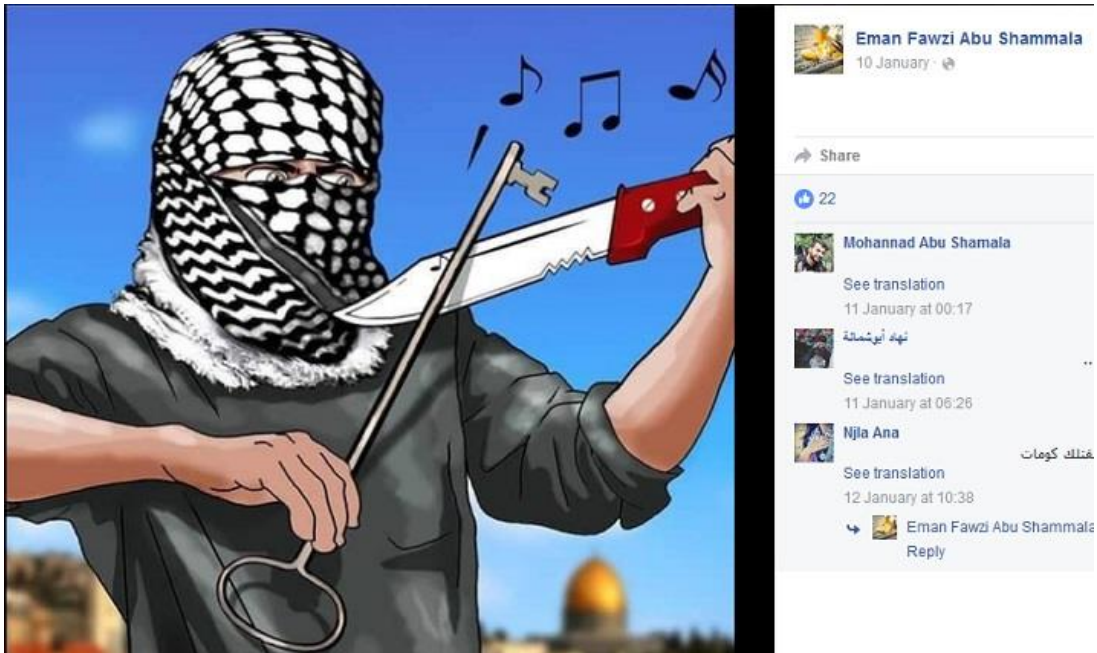 Eman Fawzi Abu Shammala
10 January
Share
22
Mohannad Abu Shamala
See translation
11 January at 00:17
نهاد أبوشمالة
..
See translation
11 January at 06:26
Njla Ana
كومات
See translation
12 January at 10:38
Eman Fawzi Abu Shammala
Reply